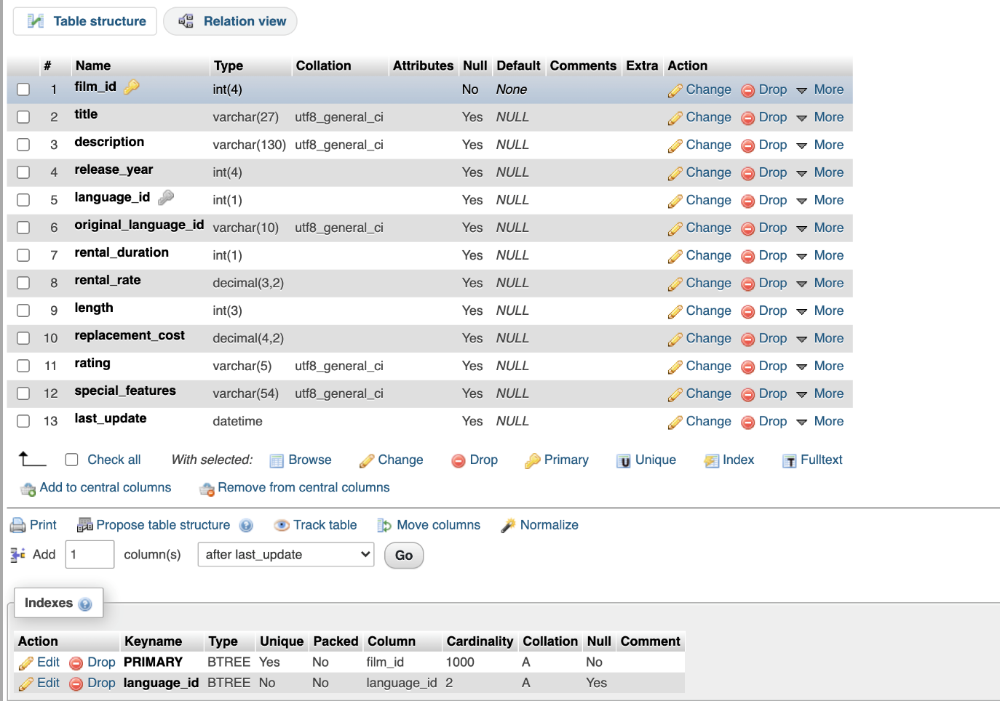 Table structure Relation view
# Name Type Collation Attributes Null Default Comments Extra Action
1 film_id int(4) No None Change Drop More
2 title varchar(27) utf8_general_ci Yes NULL Change Drop More
3 description varchar(130) utf8_general_ci Yes NULL Change Drop More
4 release_year int(4) Yes NULL Change Drop More
5 language_id int(1) Yes NULL Change Drop More
6 original_language_id varchar(10) utf8_general_ci Yes NULL Change Drop More
7 rental_duration int(1) Yes NULL Change Drop More
8 rental_rate decimal(3,2) Yes NULL Change Drop More
9 length int(3) Yes NULL Change Drop More
10 replacement_cost decimal(4,2) Yes NULL Change Drop More
11 rating varchar(5) utf8_general_ci Yes NULL Change Drop More
12 special_features varchar(54) utf8_general_ci Yes NULL Change Drop More
13 last_update datetime Yes NULL Change Drop More
Check all With selected: Browse Change Drop Primary U Unique Index T Fulltext
Add to central columns Remove from central columns
Print Propose table structure ? Track table Move columns Normalize
Add 1 column(s) after last_update Go
Indexes ?
Action Keyname Type Unique Packed Column Cardinality Collation Null Comment
Edit Drop PRIMARY BTREE Yes No film_id 1000 A No
Edit Drop language_id BTREE No No language_id 2 A Yes